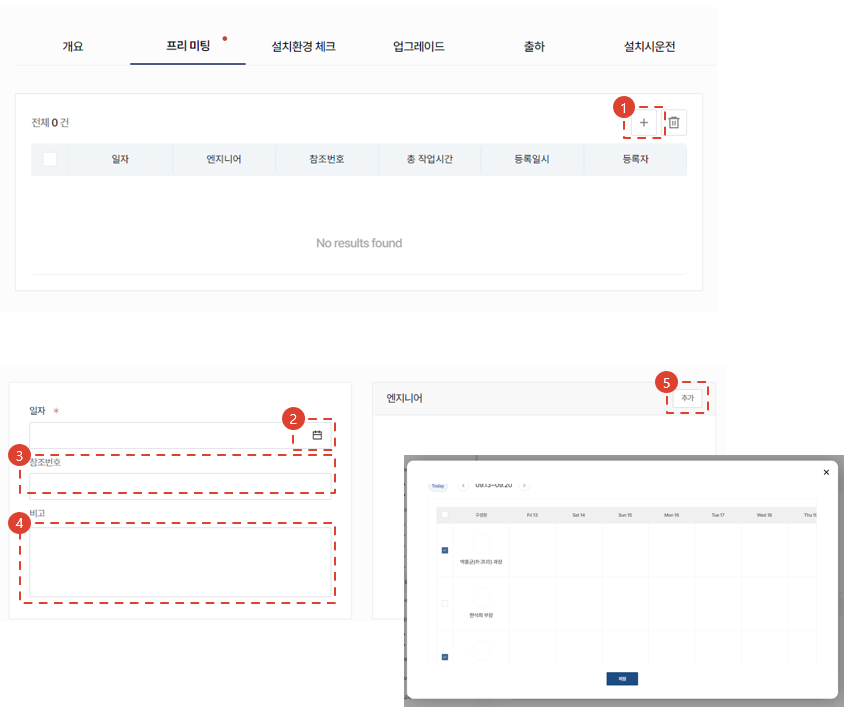 개요 프리 미팅 설치환경 체크 업그레이드 출하 설치시운전
전체 0 건
1
+
일자 엔지니어 참조번호 총 작업시간 등록일시 등록자
No results found
일자 *
2
3
참조번호
비고
4
엔지니어
5
추가
×
Today < 09.13~09.20 >
구성원 Fri 13 Sat 14 Sun 15 Mon 16 Tue 17 Wed 18 Thu 1
과장
한석희 부장